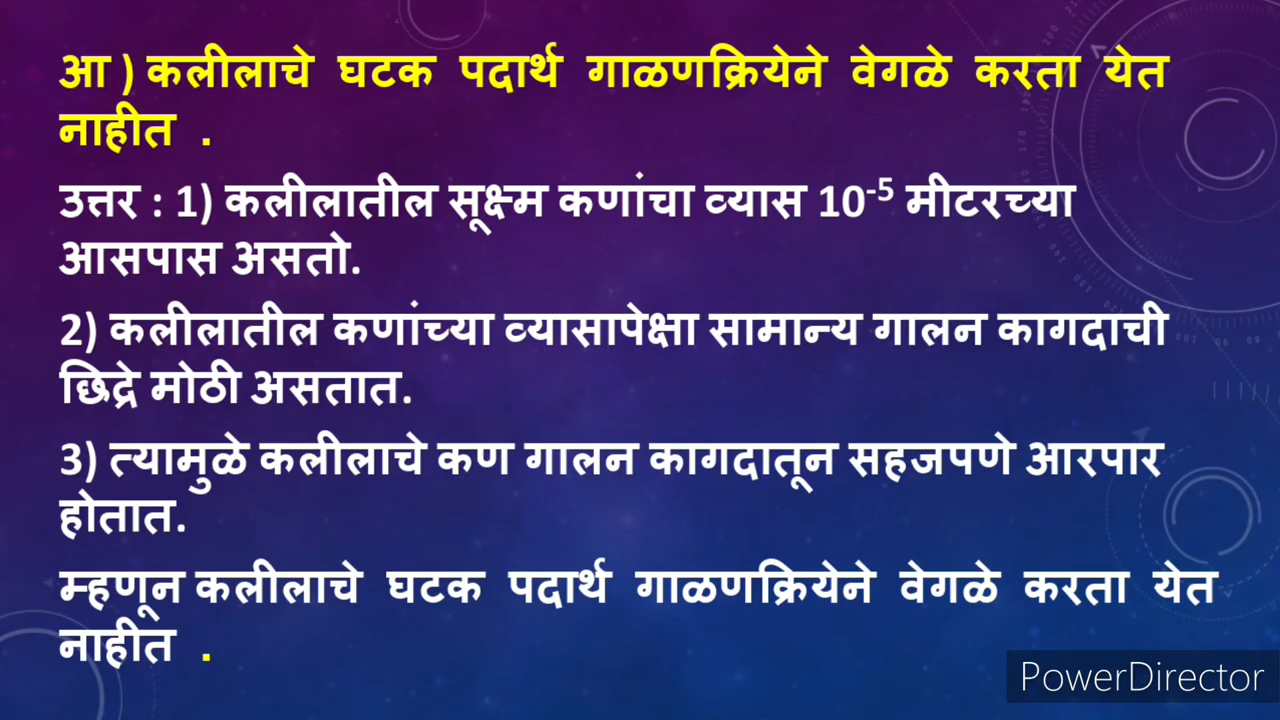 आ ) कलीलाचे घटक पदार्थ गाळणक्रियेने वेगळे करता येत
नाहीत .
उत्तर : 1) कलीलातील सूक्ष्म कणांचा व्यास 10⁻⁵ मीटरच्या
आसपास असतो.
2) कलीलातील कणांच्या व्यासापेक्षा सामान्य गालन कागदाची
छिद्रे मोठी असतात.
3) त्यामुळे कलीलाचे कण गालन कागदातून सहजपणे आरपार
होतात.
म्हणून कलीलाचे घटक पदार्थ गाळणक्रियेने वेगळे करता येत
नाहीत .
PowerDirector